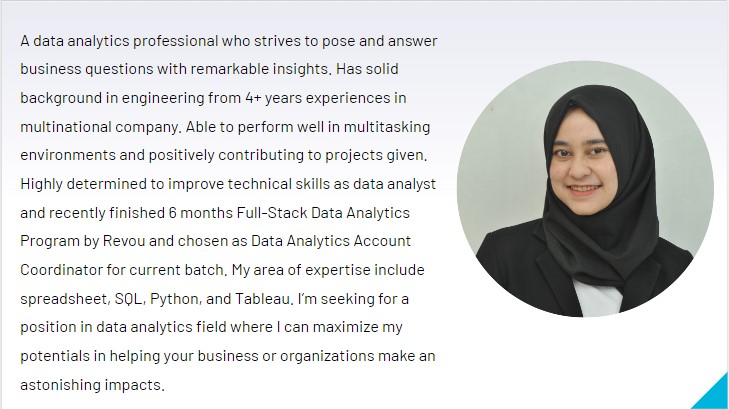 A data analytics professional who strives to pose and answer
business questions with remarkable insights. Has solid
background in engineering from 4+ years experiences in
multinational company. Able to perform well in multitasking
environments and positively contributing to projects given.
Highly determined to improve technical skills as data analyst
and recently finished 6 months Full-Stack Data Analytics
Program by Revou and chosen as Data Analytics Account
Coordinator for current batch. My area of expertise include
spreadsheet, SQL, Python, and Tableau. I'm seeking for a
position in data analytics field where I can maximize my
potentials in helping your business or organizations make an
astonishing impacts.